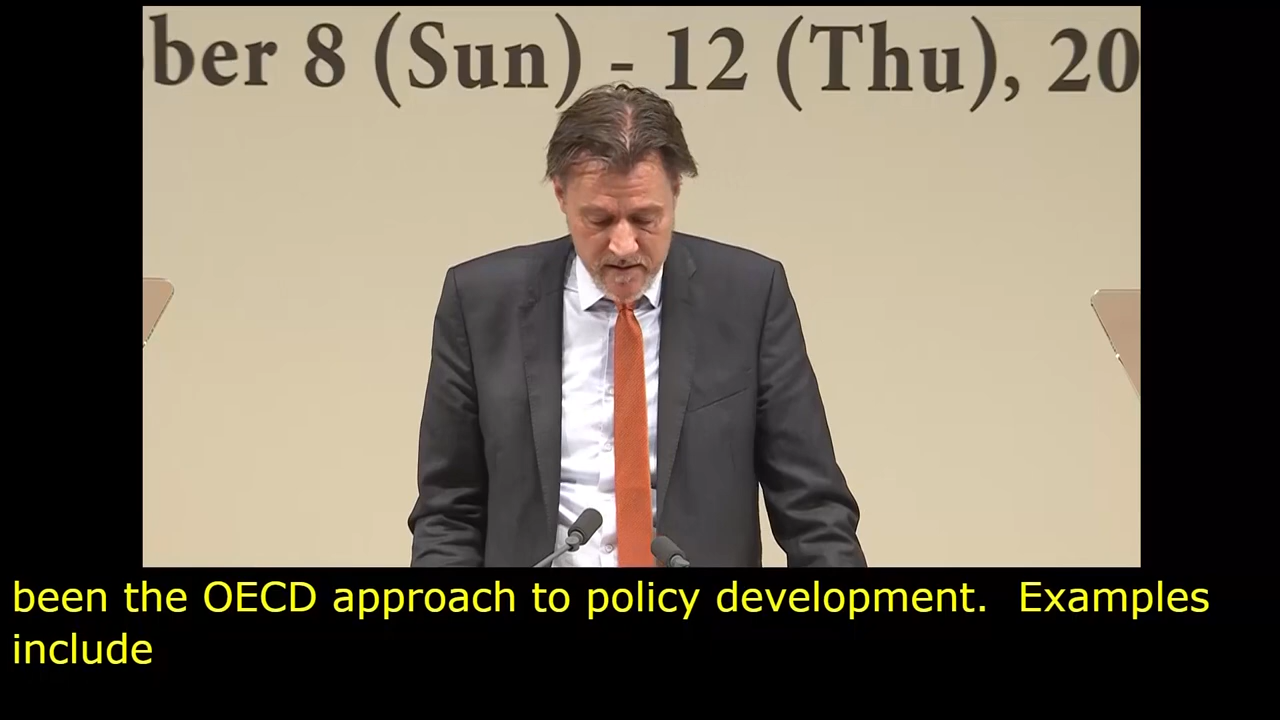 ber 8 (Sun) - 12 (Thu), 20
been the OECD approach to policy development.  Examples
include